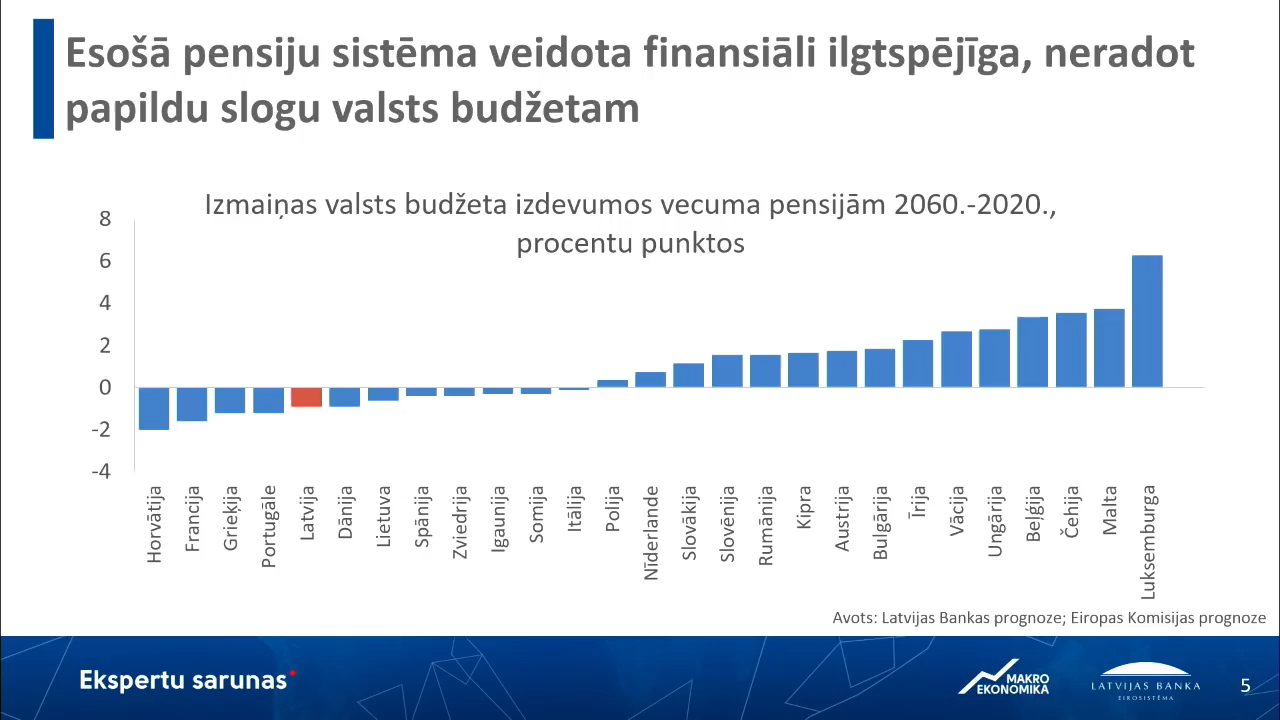 Esošā pensiju sistēma veidota finansiāli ilgtspējīga, neradot
papildu slogu valsts budžetam
Izmaiņas valsts budžeta izdevumos vecuma pensijām 2060.-2020.,
procentu punktos
8
6
4
2
0
-2
-4
Horvātija
Francija
Grieķija
Portugāle
Latvija
Dānija
Lietuva
Spānija
Zviedrija
Igaunija
Somija
Itālija
Polija
Nīderlande
Slovākija
Slovēnija
Rumānija
Kipra
Austrija
Bulgārija
Īrija
Vācija
Ungārija
Beļģija
Čehija
Malta
Luksemburga
Avots: Latvijas Bankas prognoze; Eiropas Komisijas prognoze
Ekspertu sarunas
MAKRO
EKONOMIKA
LATVIJAS BANKA
EIROSISTĒMA
5